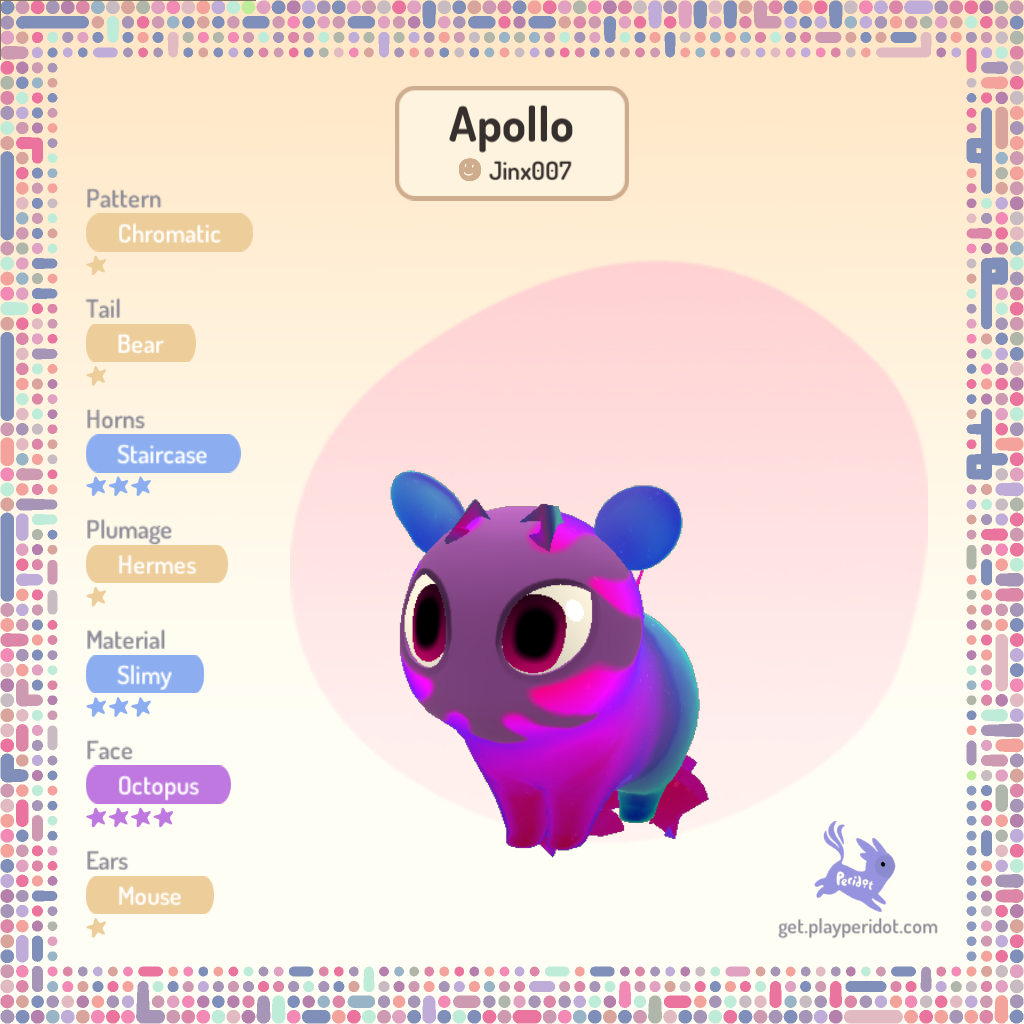 Apollo
Jinx007
Pattern
Chromatic
Tail
Bear
Horns
Staircase
Plumage
Hermes
Material
Slimy
Face
Octopus
Ears
Mouse
Peridot
get.playperidot.com